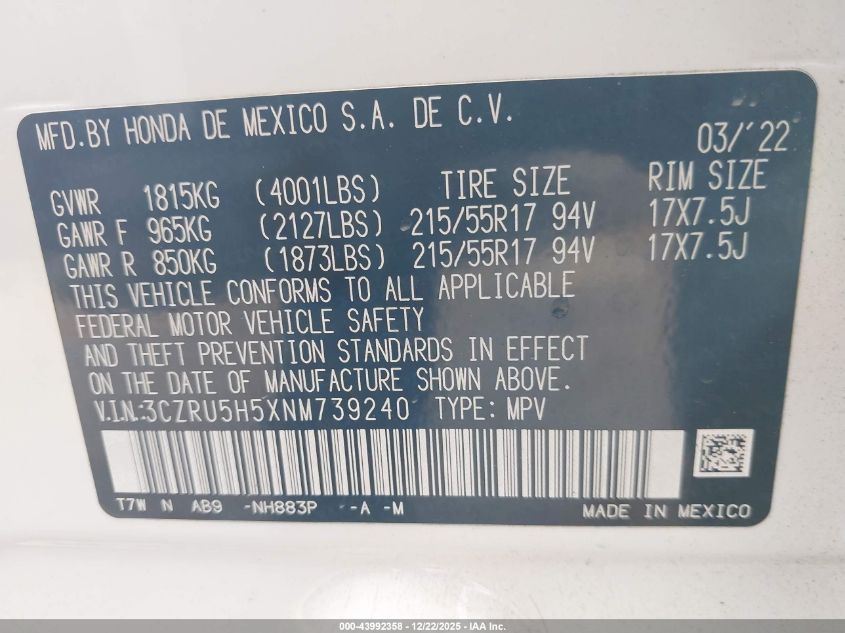 MFD.BY HONDA DE MEXICO S.A. DE C.V.
03/'22
GVWR 1815KG (4001LBS) TIRE SIZE RIM SIZE
GAWR F 965KG (2127LBS) 215/55R17 94V 17X7.5J
GAWR R 850KG (1873LBS) 215/55R17 94V 17X7.5J
THIS VEHICLE CONFORMS TO ALL APPLICABLE
FEDERAL MOTOR VEHICLE SAFETY
AND THEFT PREVENTION STANDARDS IN EFFECT
ON THE DATE OF MANUFACTURE SHOWN ABOVE.
V.I.N.:3CZRU5H5XNM739240 TYPE: MPV
T7W N AB9 -NH883P -A -M MADE IN MEXICO
000-43992358 - 12/22/2025 - IAA Inc.